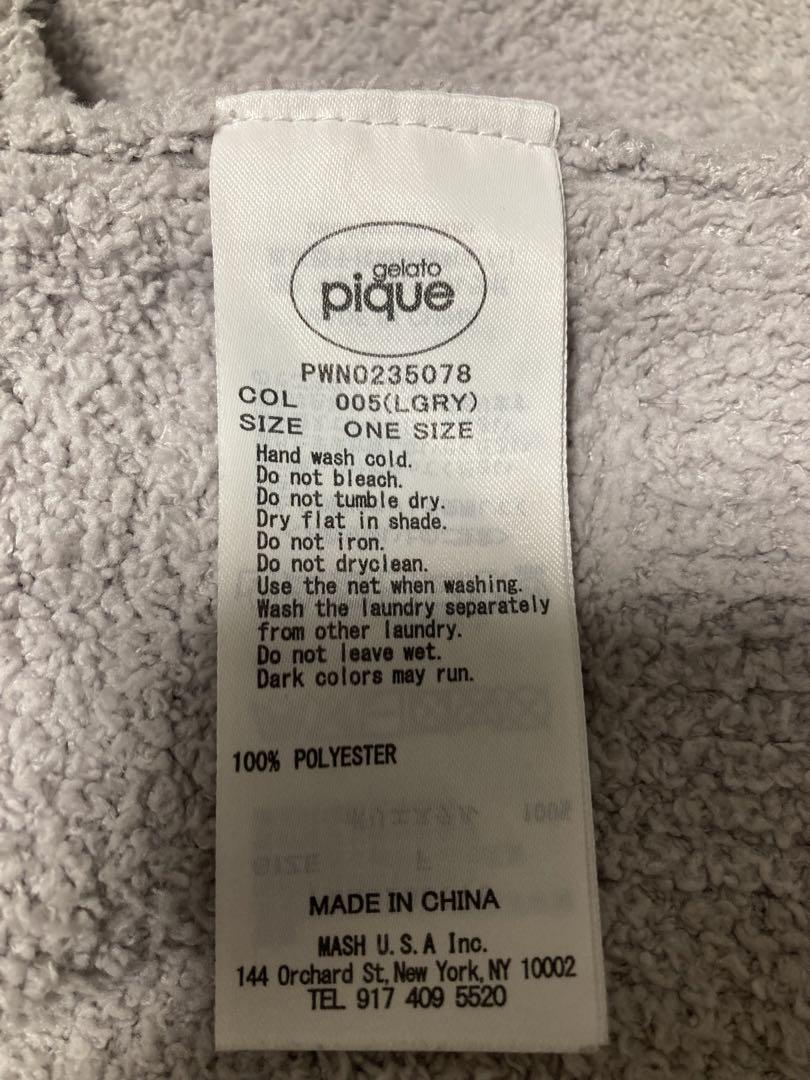 gelato
pique
PWNO235078
COL 005(LGRY)
SIZE ONE SIZE
Hand wash cold.
Do not bleach.
Do not tumble dry.
Dry flat in shade.
Do not iron.
Do not dryclean.
Use the net when washing.
Wash the laundry separately
from other laundry.
Do not leave wet.
Dark colors may run.
100% POLYESTER
MADE IN CHINA
MASH U.S.A Inc.
144 Orchard St, New York, NY 10002
TEL 917 409 5520